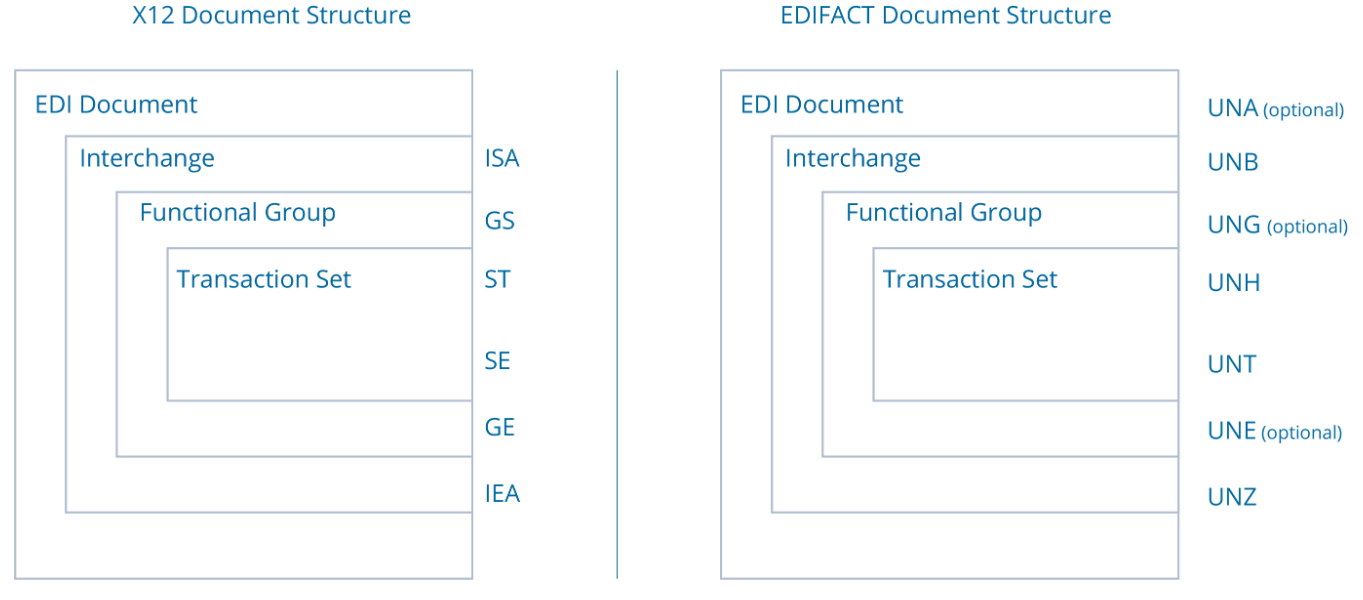 X12 Document Structure
EDI Document
Interchange
ISA
Functional Group
GS
Transaction Set
ST
SE
GE
IEA
EDIFACT Document Structure
EDI Document
UNA (optional)
Interchange
UNB
Functional Group
UNG (optional)
Transaction Set
UNH
UNT
UNE (optional)
UNZ